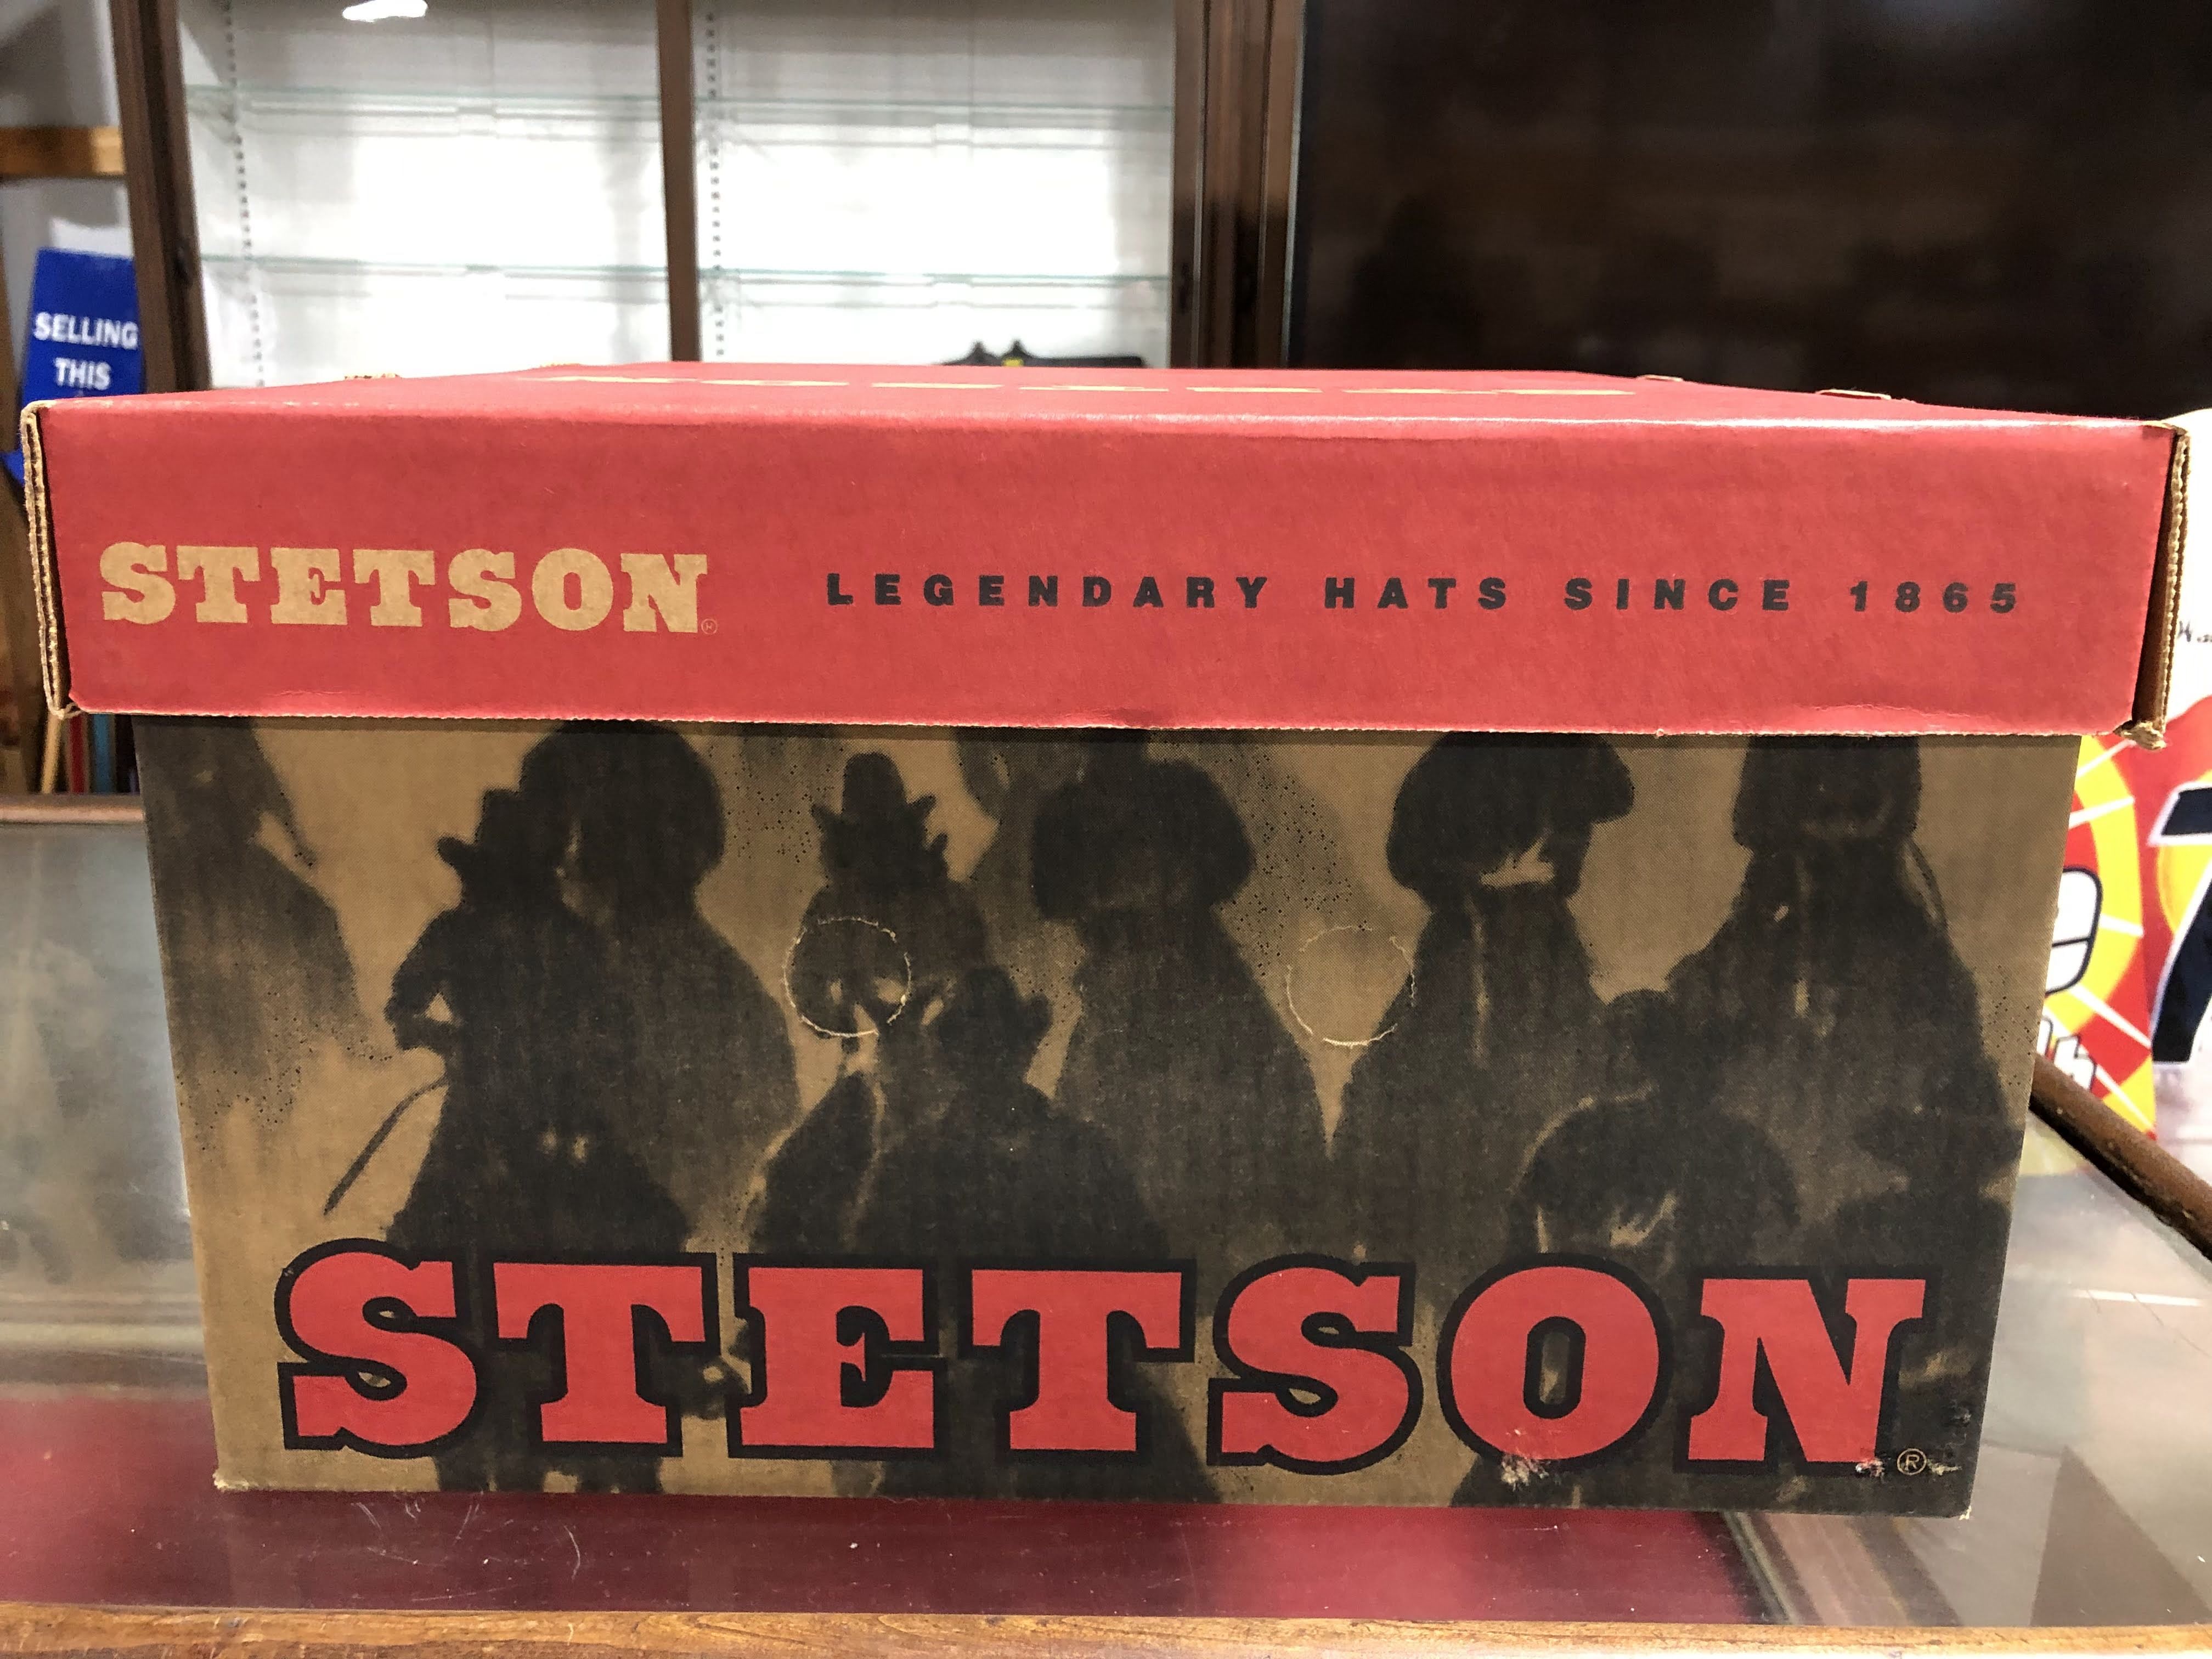 SELLING
THIS
STETSON®
LEGENDARY HATS SINCE 1865
STETSON®